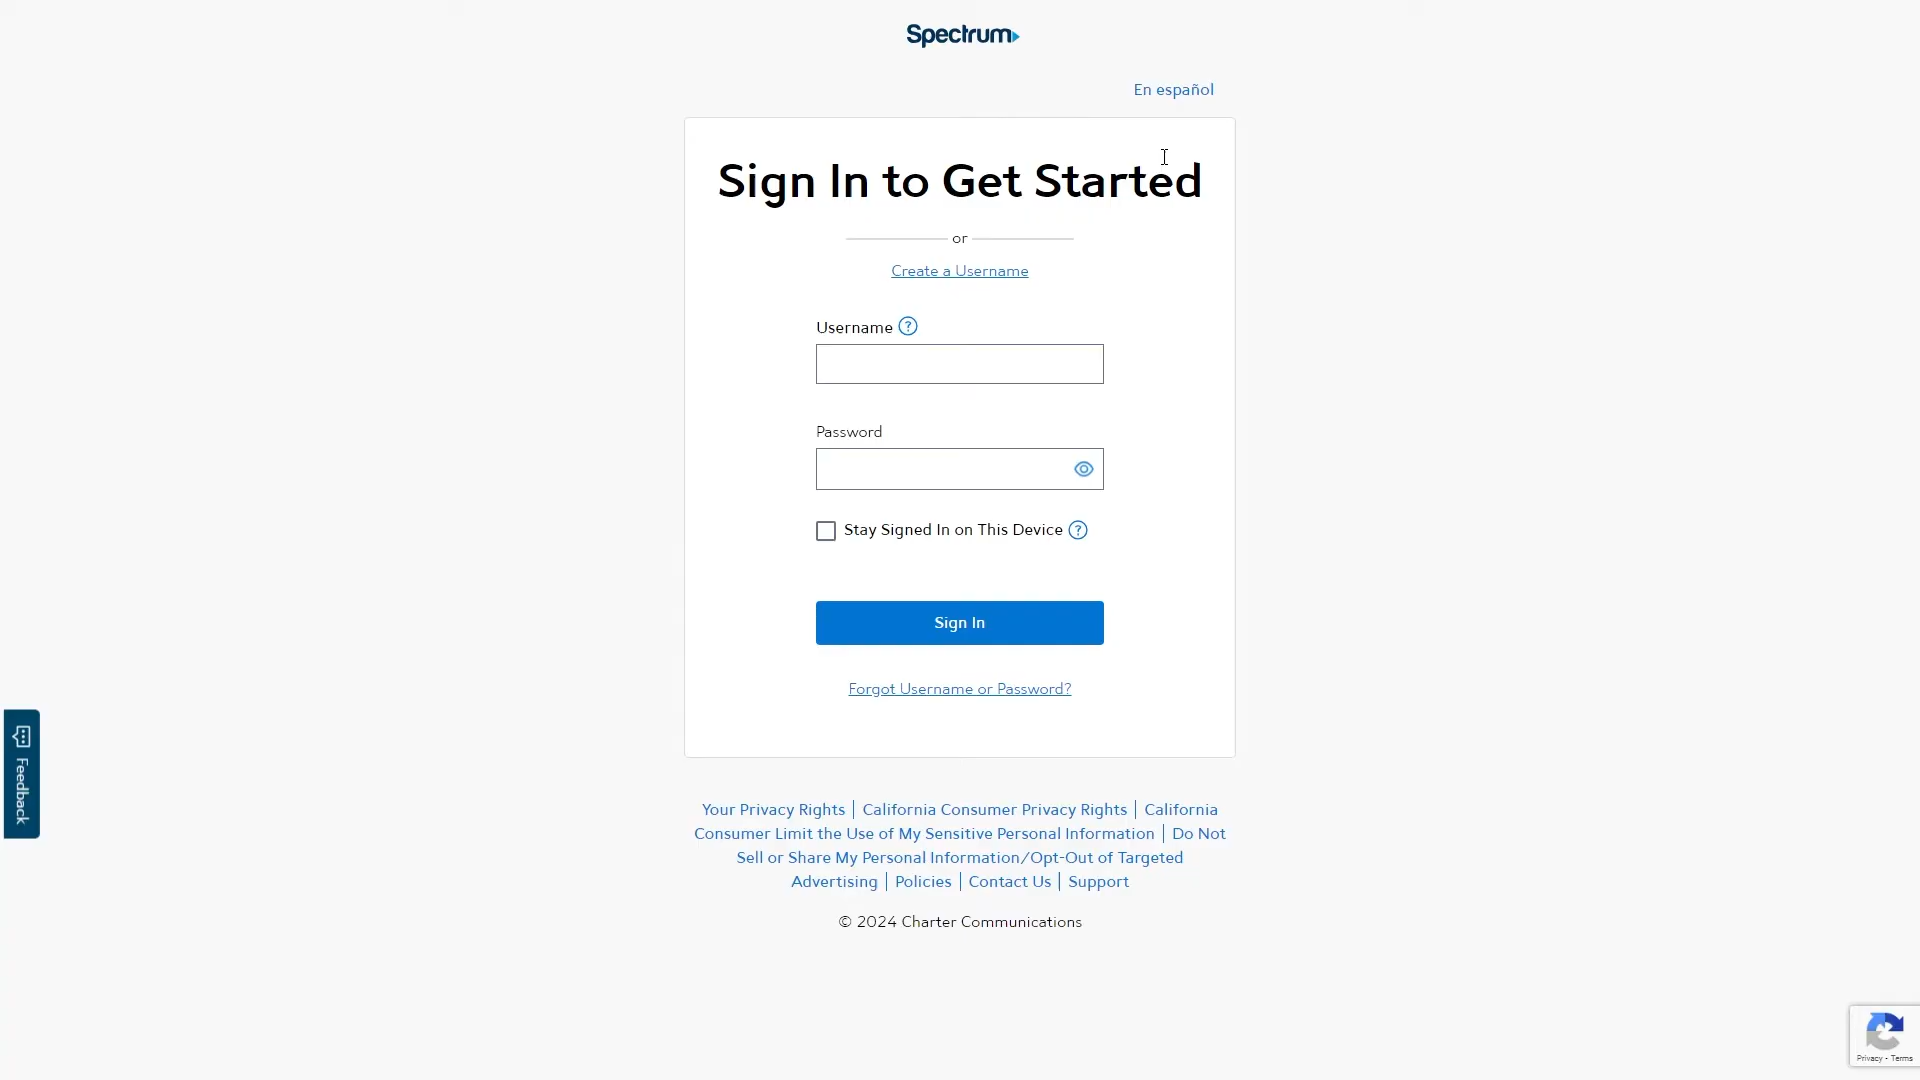 Spectrum
En español
Sign In to Get Started
or
Create a Username
Username ?
Password
Stay Signed In on This Device ?
Sign In
Forgot Username or Password?
Feedback
Your Privacy Rights | California Consumer Privacy Rights | California
Consumer Limit the Use of My Sensitive Personal Information | Do Not
Sell or Share My Personal Information/Opt-Out of Targeted
Advertising | Policies | Contact Us | Support
© 2024 Charter Communications
Privacy - Terms